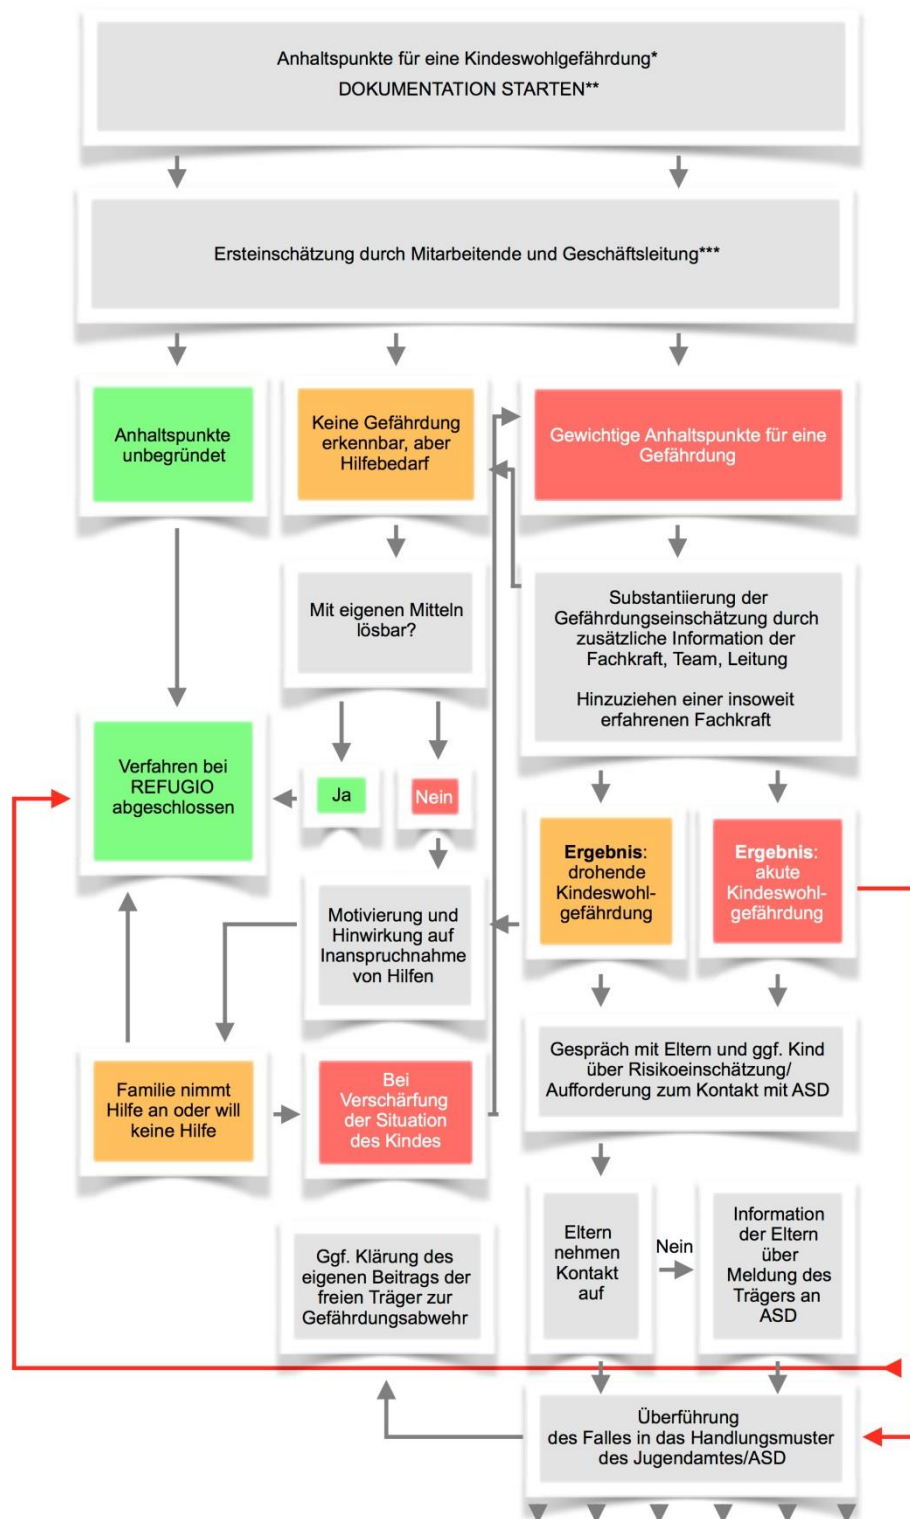 Anhaltspunkte für eine Kindeswohlgefährdung*
DOKUMENTATION STARTEN**
Ersteinschätzung durch Mitarbeitende und Geschäftsleitung***
Anhaltspunkte
unbegründet
Keine Gefährdung
erkennbar, aber
Hilfebedarf
Gewichtige Anhaltspunkte für eine
Gefährdung
Mit eigenen Mitteln
lösbar?
Substantiierung der
Gefährdungseinschätzung durch
zusätzliche Information der
Fachkraft, Team, Leitung
Hinzuziehen einer insoweit
erfahrenen Fachkraft
Verfahren bei
REFUGIO
abgeschlossen
Ja
Nein
Ergebnis:
drohende
Kindeswohl-
gefährdung
Ergebnis:
akute
Kindeswohl-
gefährdung
Motivierung und
Hinwirkung auf
Inanspruchnahme
von Hilfen
Gespräch mit Eltern und ggf. Kind
über Risikoeinschätzung/
Aufforderung zum Kontakt mit ASD
Familie nimmt
Hilfe an oder will
keine Hilfe
Bei
Verschärfung
der Situation
des Kindes
Eltern
nehmen
Kontakt
auf
Nein
Information
der Eltern
über
Meldung des
Trägers an
ASD
Ggf. Klärung des
eigenen Beitrags der
freien Träger zur
Gefährdungsabwehr
Überführung
des Falles in das Handlungsmuster
des Jugendamtes/ASD